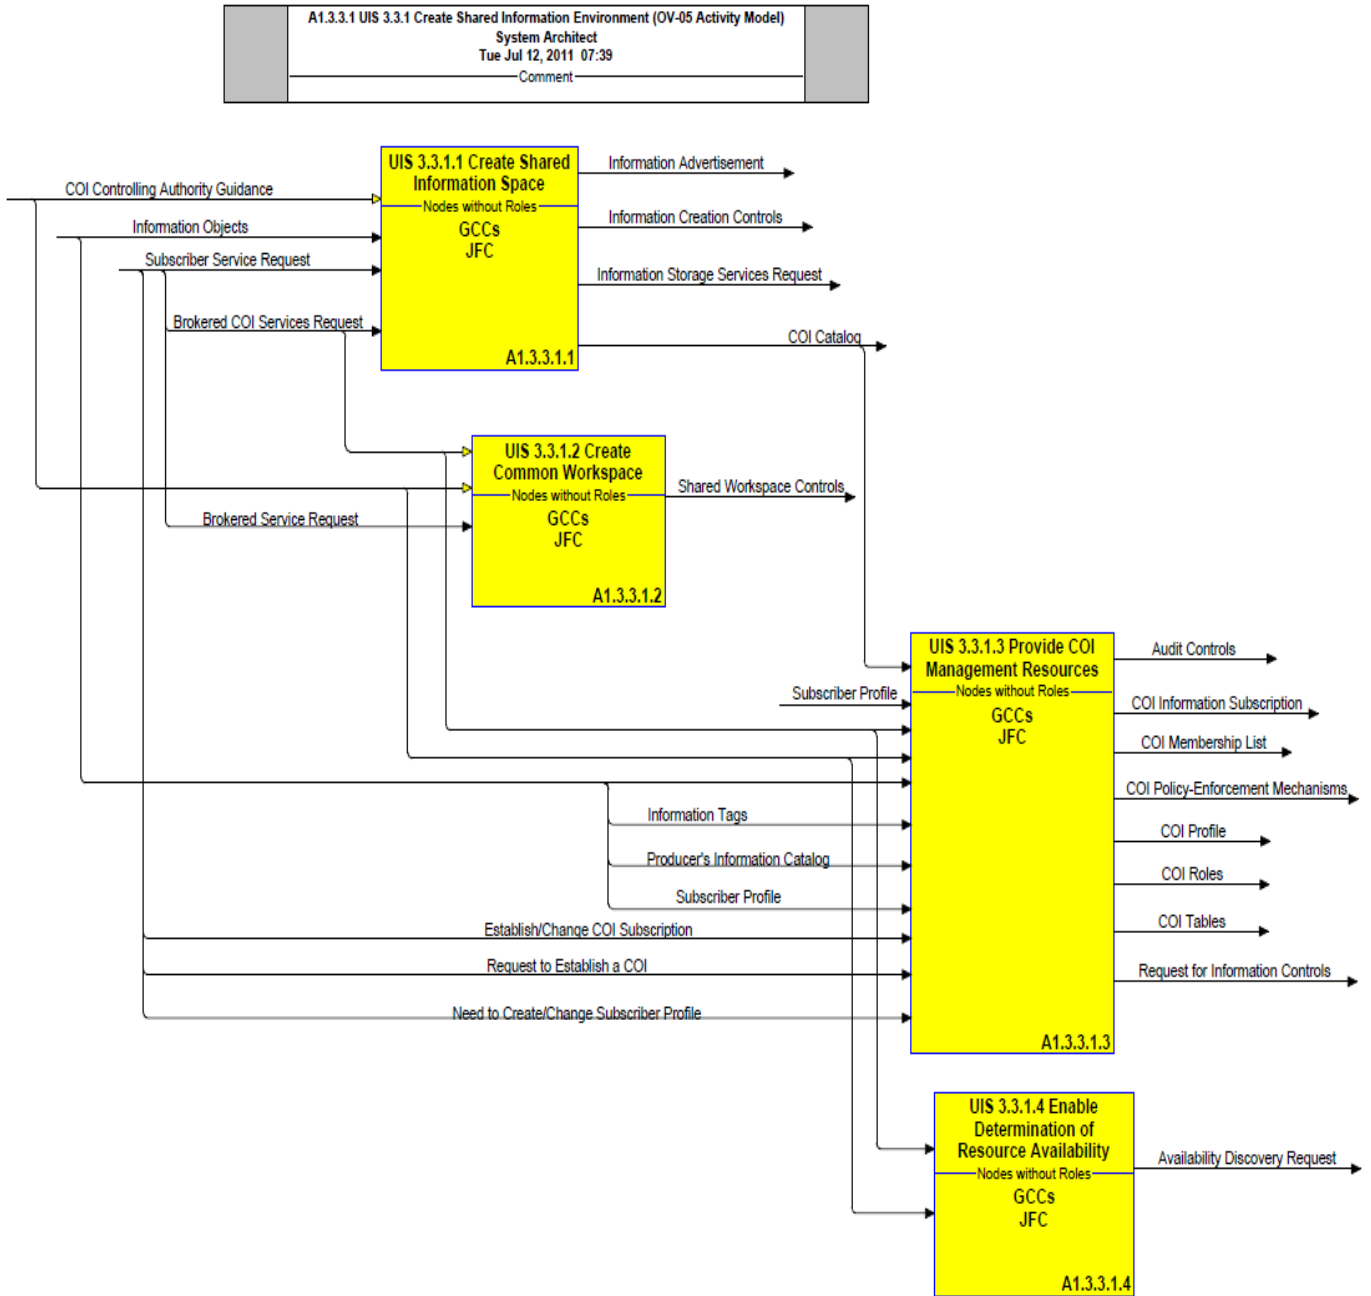 A1.3.3.1 UIS 3.3.1 Create Shared Information Environment (OV-05 Activity Model)
System Architect
Tue Jul 12, 2011 07:39
Comment
UIS 3.3.1.1 Create Shared
Information Space
Nodes without Roles
GCCs
JFC
A1.3.3.1.1
COI Controlling Authority Guidance
Information Objects
Subscriber Service Request
Brokered COI Services Request
Information Advertisement
Information Creation Controls
Information Storage Services Request
COI Catalog
UIS 3.3.1.2 Create
Common Workspace
Nodes without Roles
GCCs
JFC
A1.3.3.1.2
Brokered Service Request
Shared Workspace Controls
UIS 3.3.1.3 Provide COI
Management Resources
Nodes without Roles
GCCs
JFC
A1.3.3.1.3
Subscriber Profile
Information Tags
Producer's Information Catalog
Subscriber Profile
Establish/Change COI Subscription
Request to Establish a COI
Need to Create/Change Subscriber Profile
Audit Controls
COI Information Subscription
COI Membership List
COI Policy-Enforcement Mechanisms
COI Profile
COI Roles
COI Tables
Request for Information Controls
UIS 3.3.1.4 Enable
Determination of
Resource Availability
Nodes without Roles
GCCs
JFC
A1.3.3.1.4
Availability Discovery Request